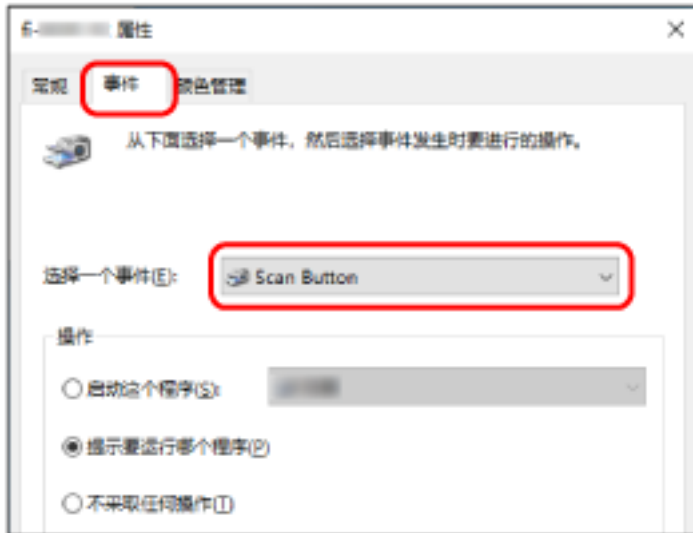 fi- 属性
常规 事件 颜色管理
从下面选择一个事件，然后选择事件发生时要进行的操作。
选择一个事件(E): Scan Button
操作
启动这个程序(S):
提示要运行哪个程序(P)
不采取任何操作(T)